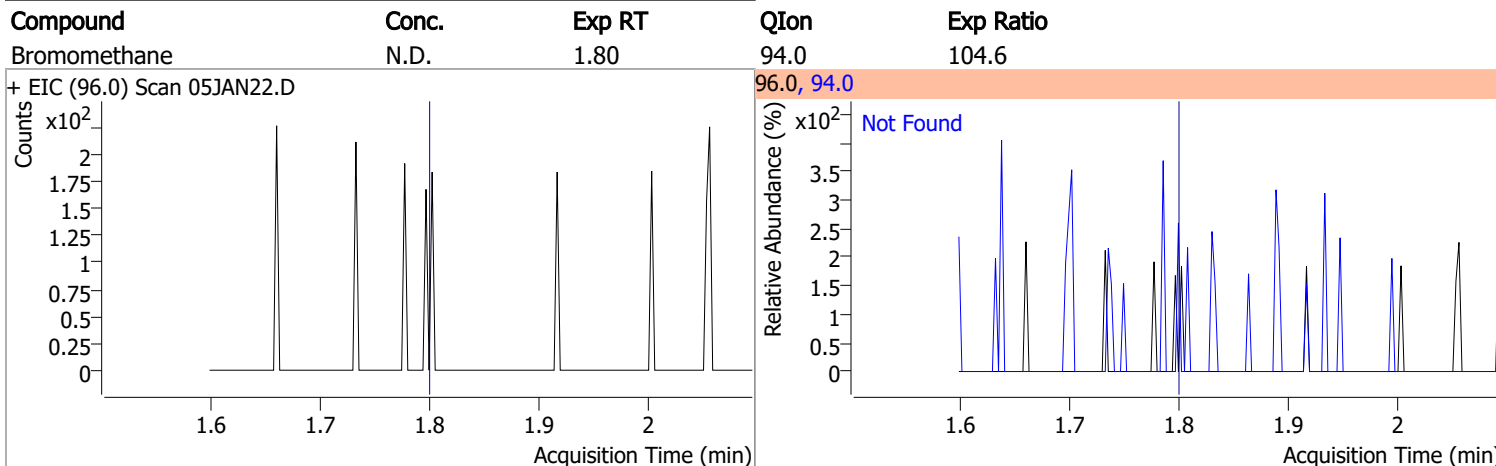 Compound Conc. Exp RT QIon Exp Ratio
Bromomethane N.D. 1.80 94.0 104.6
+ EIC (96.0) Scan 05JAN22.D
Counts
x10²
2
1.75
1.5
1.25
1
0.75
0.5
0.25
0
1.6 1.7 1.8 1.9 2
Acquisition Time (min)
96.0, 94.0
Relative Abundance (%)
x10²
Not Found
3.5
3
2.5
2
1.5
1
0.5
0
1.6 1.7 1.8 1.9 2
Acquisition Time (min)